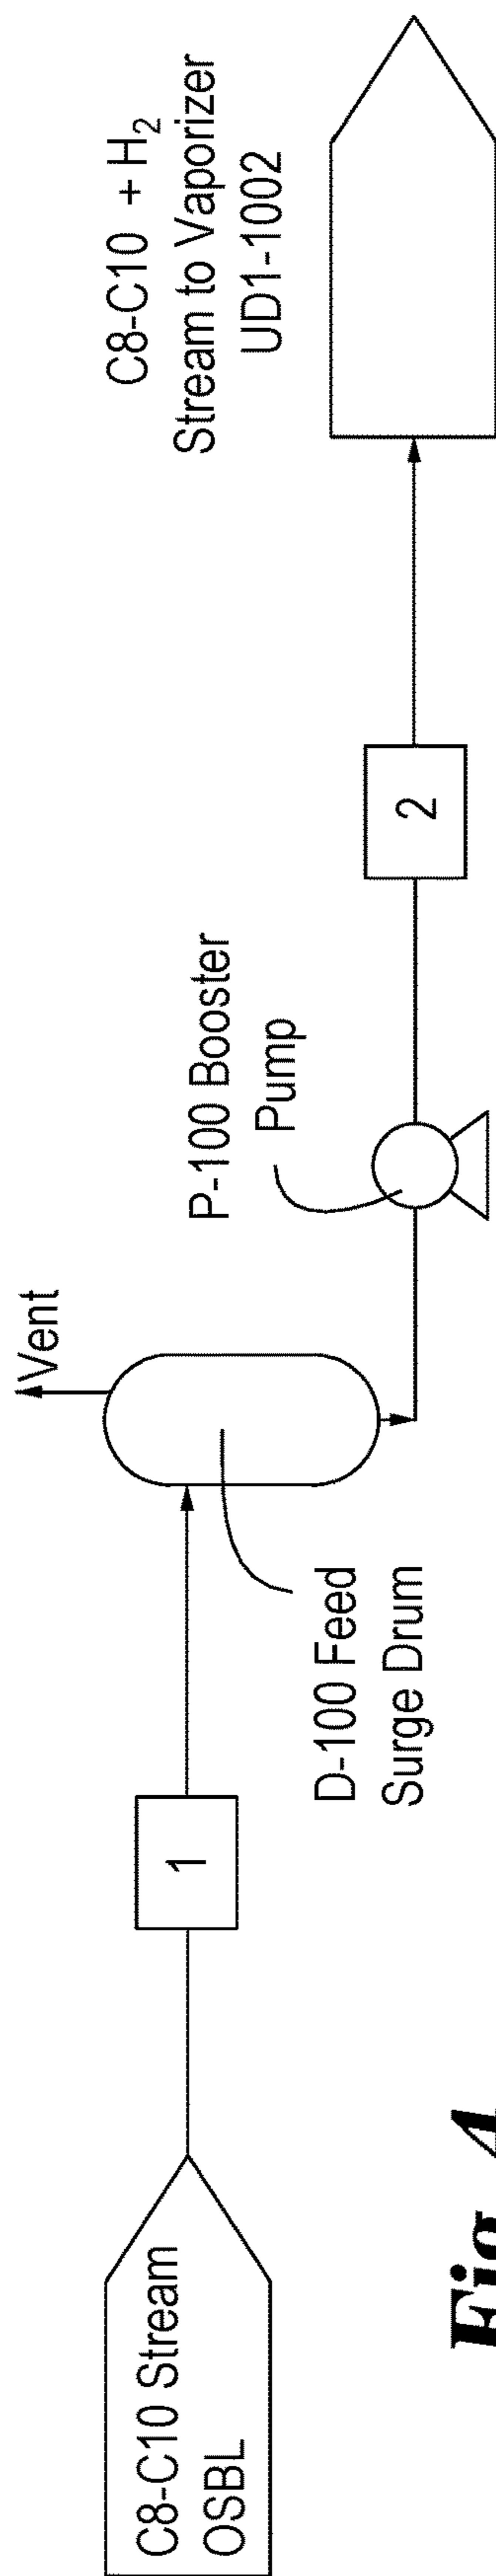 C8-C10 Stream
OSBL
1
D-100 Feed
Surge Drum
Vent
P-100 Booster
Pump
2
C8-C10 + H₂
Stream to Vaporizer
UD1-1002
Fig. 4